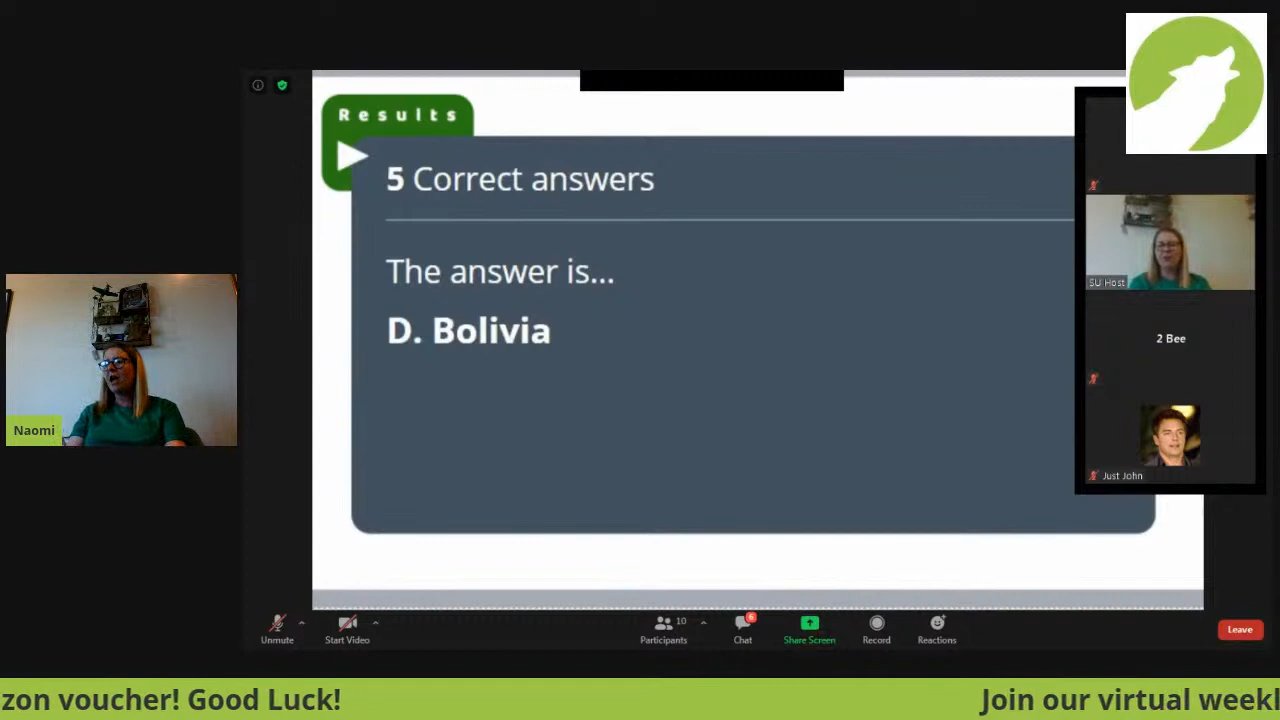 Results
5 Correct answers
The answer is...
D. Bolivia
SU Host
2 Bee
Just John
Naomi
Unmute
Start Video
Participants
10
Chat
6
Share Screen
Record
Reactions
Leave
zon voucher! Good Luck!
Join our virtual weekl